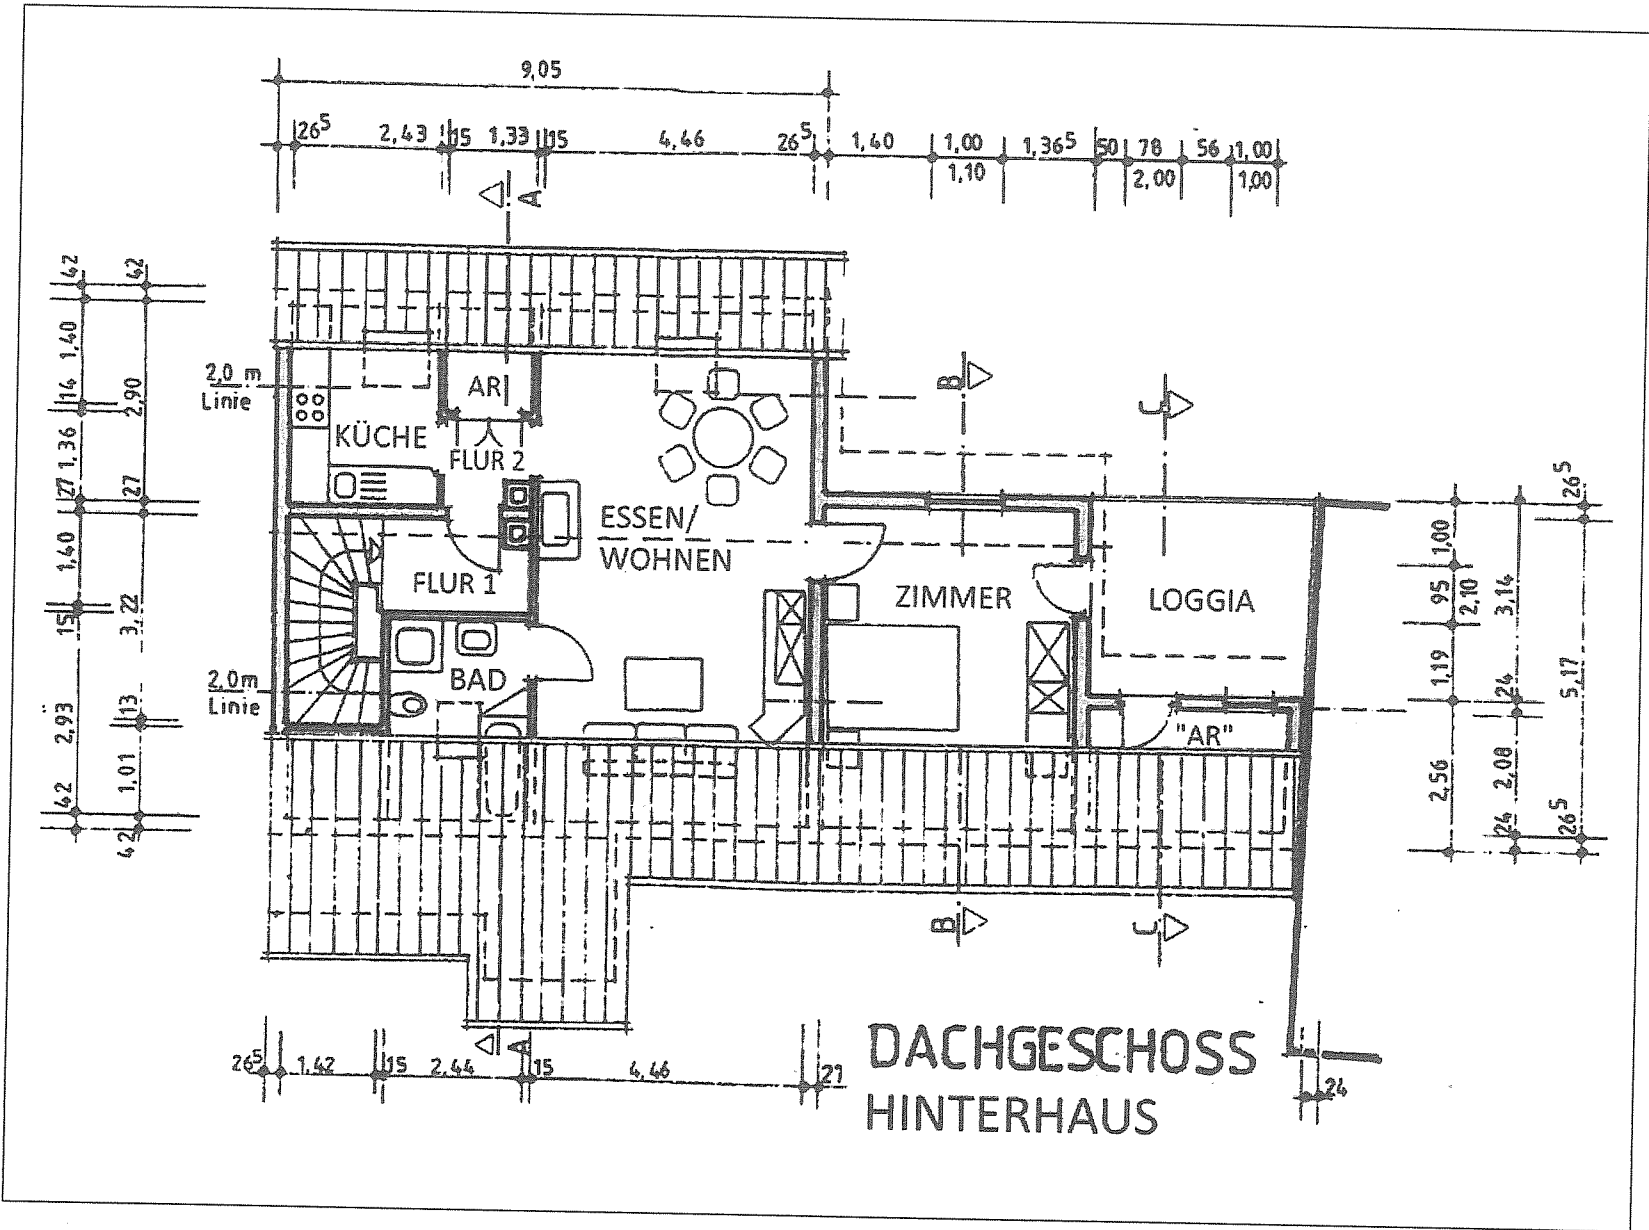 9,05
26⁵ 2,43 15 1,33 15 4,46 26⁵ 1,40 1,00 1,36⁵ 50 78 56 1,00
1,10 2,00 1,00
A
42 42
1,40
14
2,90
1,36
27 27
1,40
15
3,22
2,93
13
1,01
42
42
2,0 m
Linie
2,0 m
Linie
AR
KÜCHE
FLUR 2
ESSEN/
WOHNEN
FLUR 1
BAD
ZIMMER
LOGGIA
"AR"
B
C
B
C
26⁵
1,00
95
2,10
3,14
1,19
24
5,17
2,56
2,08
24
26⁵
A
26⁵ 1,42 15 2,44 15 4,46 21
24
DACHGESCHOSS
HINTERHAUS